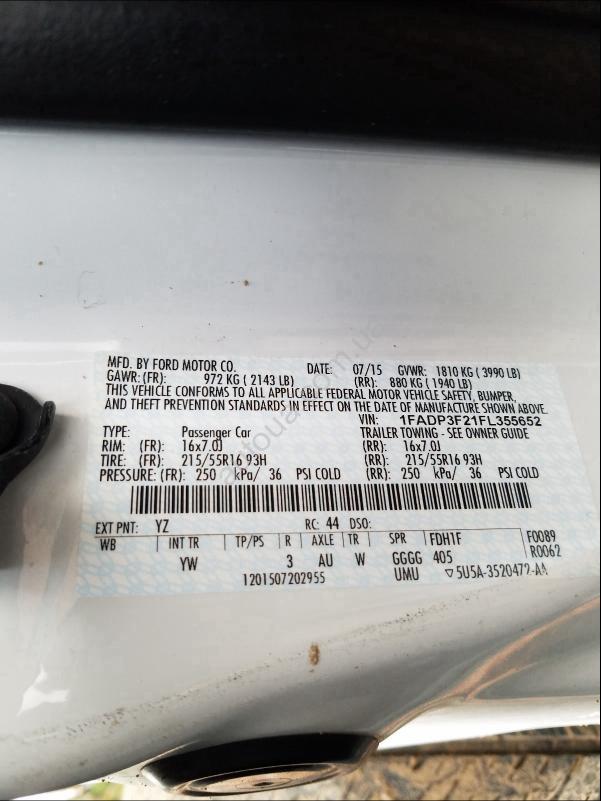 MFD. BY FORD MOTOR CO. DATE: 07/15 GVWR: 1810 KG ( 3990 LB)
GAWR: (FR): 972 KG ( 2143 LB) (RR): 880 KG ( 1940 LB)
THIS VEHICLE CONFORMS TO ALL APPLICABLE FEDERAL MOTOR VEHICLE SAFETY, BUMPER,
AND THEFT PREVENTION STANDARDS IN EFFECT ON THE DATE OF MANUFACTURE SHOWN ABOVE.
VIN: 1FADP3F21FL355652
TYPE: Passenger Car TRAILER TOWING - SEE OWNER GUIDE
RIM: (FR): 16x7.0J (RR): 16x7.0J
TIRE: (FR): 215/55R16 93H (RR): 215/55R16 93H
PRESSURE: (FR): 250 kPa/ 36 PSI COLD (RR): 250 kPa/ 36 PSI COLD
EXT PNT: YZ RC: 44 DSO:
WB INT TR TP/PS R AXLE TR SPR FDH1F F0089
YW 3 AU W GGGG 405 R0062
1201507202955 UMU ▽5U5A-3520472-AA